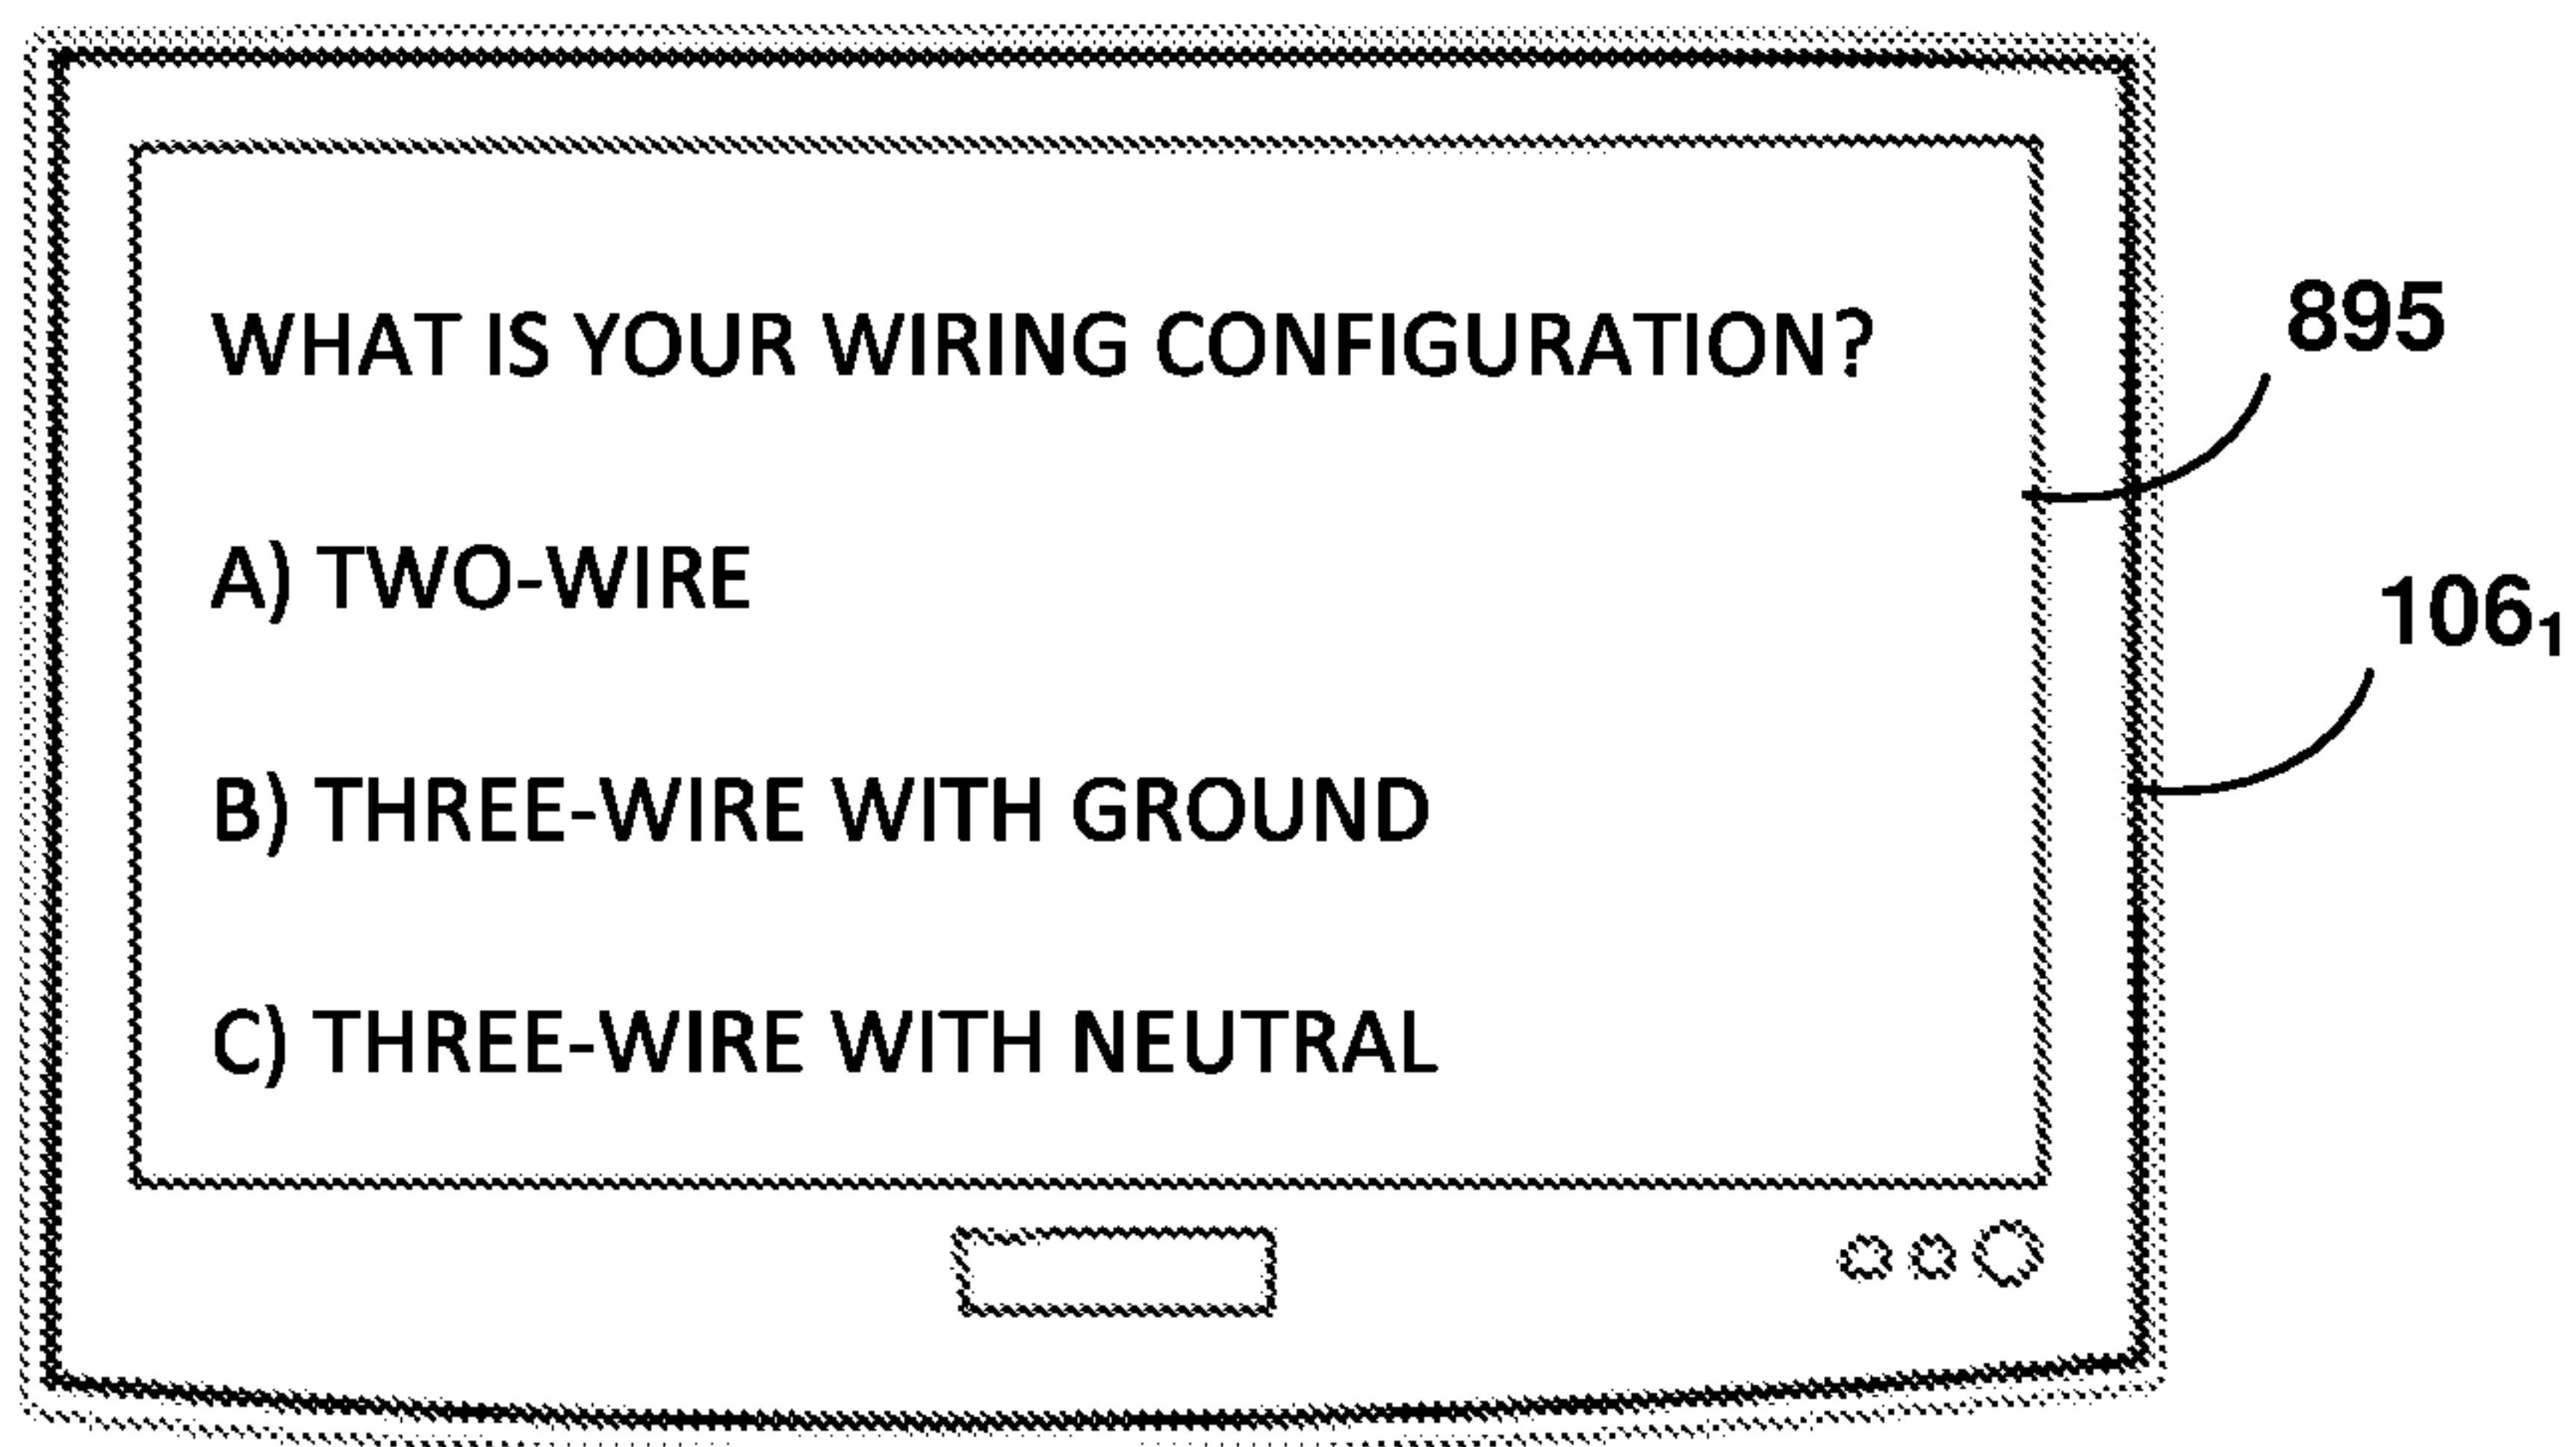 WHAT IS YOUR WIRING CONFIGURATION?
895
A) TWO-WIRE
106₁
B) THREE-WIRE WITH GROUND
C) THREE-WIRE WITH NEUTRAL